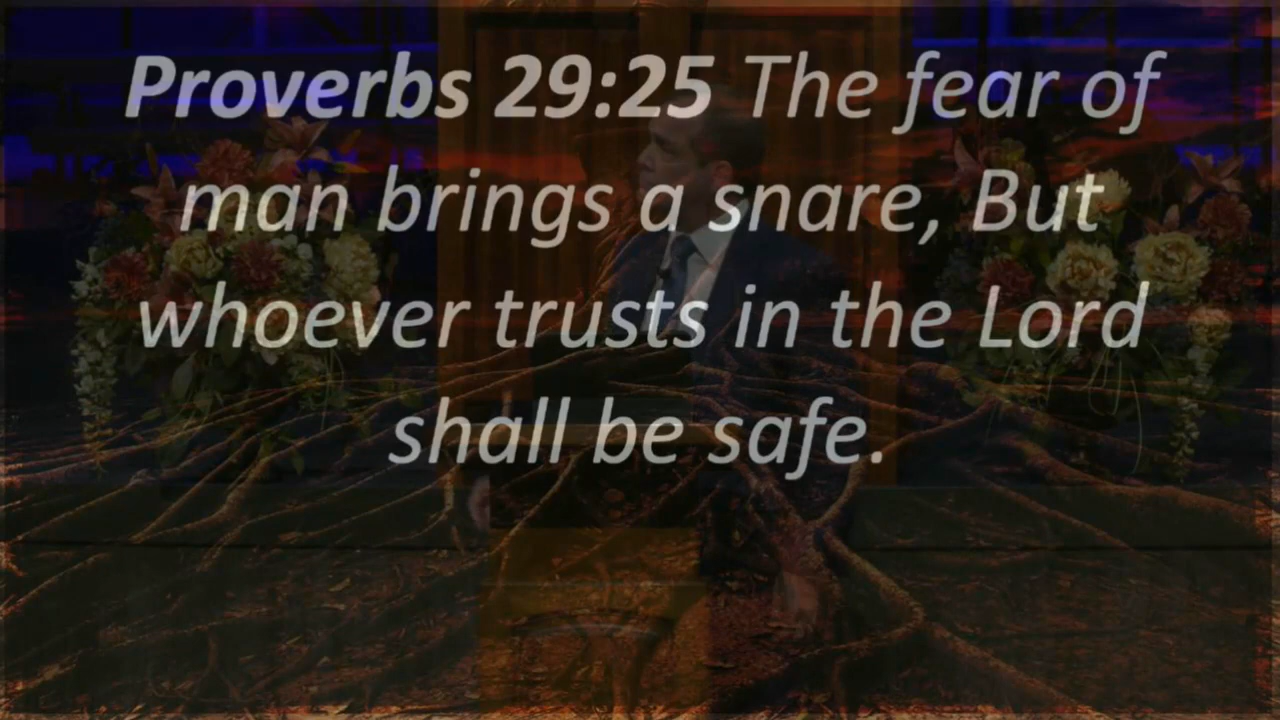 Proverbs 29:25 The fear of
man brings a snare, But
whoever trusts in the Lord
shall be safe.